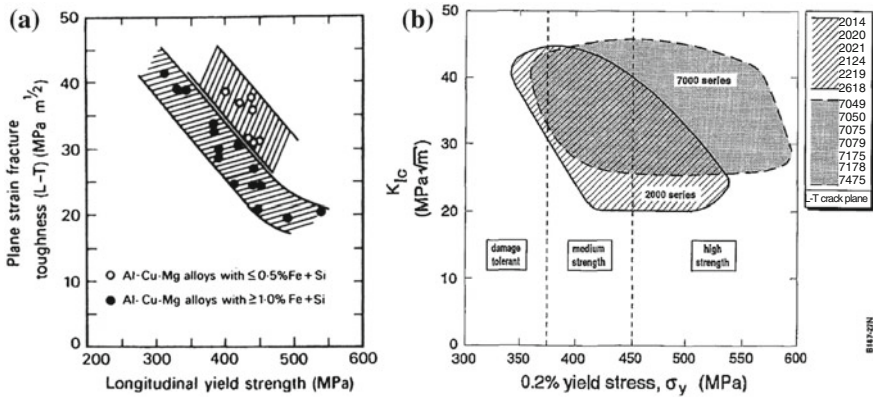 (a)
Plane strain fracture
toughness (L-T) (MPa m½)
50
40
30
20
10
0
○ Al-Cu-Mg alloys with ≤0·5%Fe+Si
● Al-Cu-Mg alloys with ≥1·0%Fe+Si
200
300
400
500
600
Longitudinal yield strength (MPa)
(b)
K_Ic
(MPa√m)
50
40
30
20
10
0
7000 series
2000 series
damage
tolerant
medium
strength
high
strength
300
350
400
450
500
550
600
0.2% yield stress, σ_y (MPa)
2014
2020
2021
2124
2219
2618
7049
7050
7075
7079
7175
7178
7475
L-T crack plane